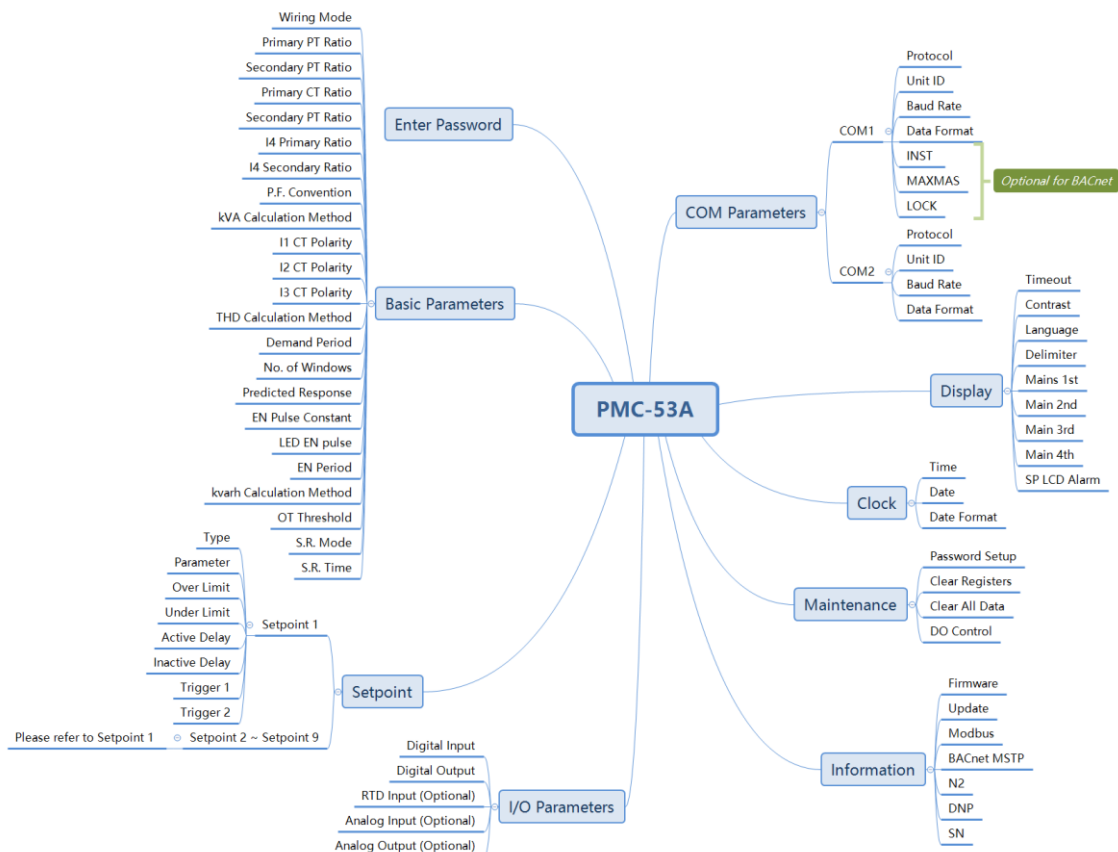 PMC-53A
Enter Password
Basic Parameters
Wiring Mode
Primary PT Ratio
Secondary PT Ratio
Primary CT Ratio
Secondary PT Ratio
I4 Primary Ratio
I4 Secondary Ratio
P.F. Convention
kVA Calculation Method
I1 CT Polarity
I2 CT Polarity
I3 CT Polarity
THD Calculation Method
Demand Period
No. of Windows
Predicted Response
EN Pulse Constant
LED EN pulse
EN Period
kvarh Calculation Method
OT Threshold
S.R. Mode
S.R. Time
Setpoint
Setpoint 1
Type
Parameter
Over Limit
Under Limit
Active Delay
Inactive Delay
Trigger 1
Trigger 2
Setpoint 2 ~ Setpoint 9
Please refer to Setpoint 1
I/O Parameters
Digital Input
Digital Output
RTD Input (Optional)
Analog Input (Optional)
Analog Output (Optional)
COM Parameters
COM1
Protocol
Unit ID
Baud Rate
Data Format
INST
MAXMAS
LOCK
Optional for BACnet
COM2
Protocol
Unit ID
Baud Rate
Data Format
Display
Timeout
Contrast
Language
Delimiter
Mains 1st
Main 2nd
Main 3rd
Main 4th
SP LCD Alarm
Clock
Time
Date
Date Format
Maintenance
Password Setup
Clear Registers
Clear All Data
DO Control
Information
Firmware
Update
Modbus
BACnet MSTP
N2
DNP
SN